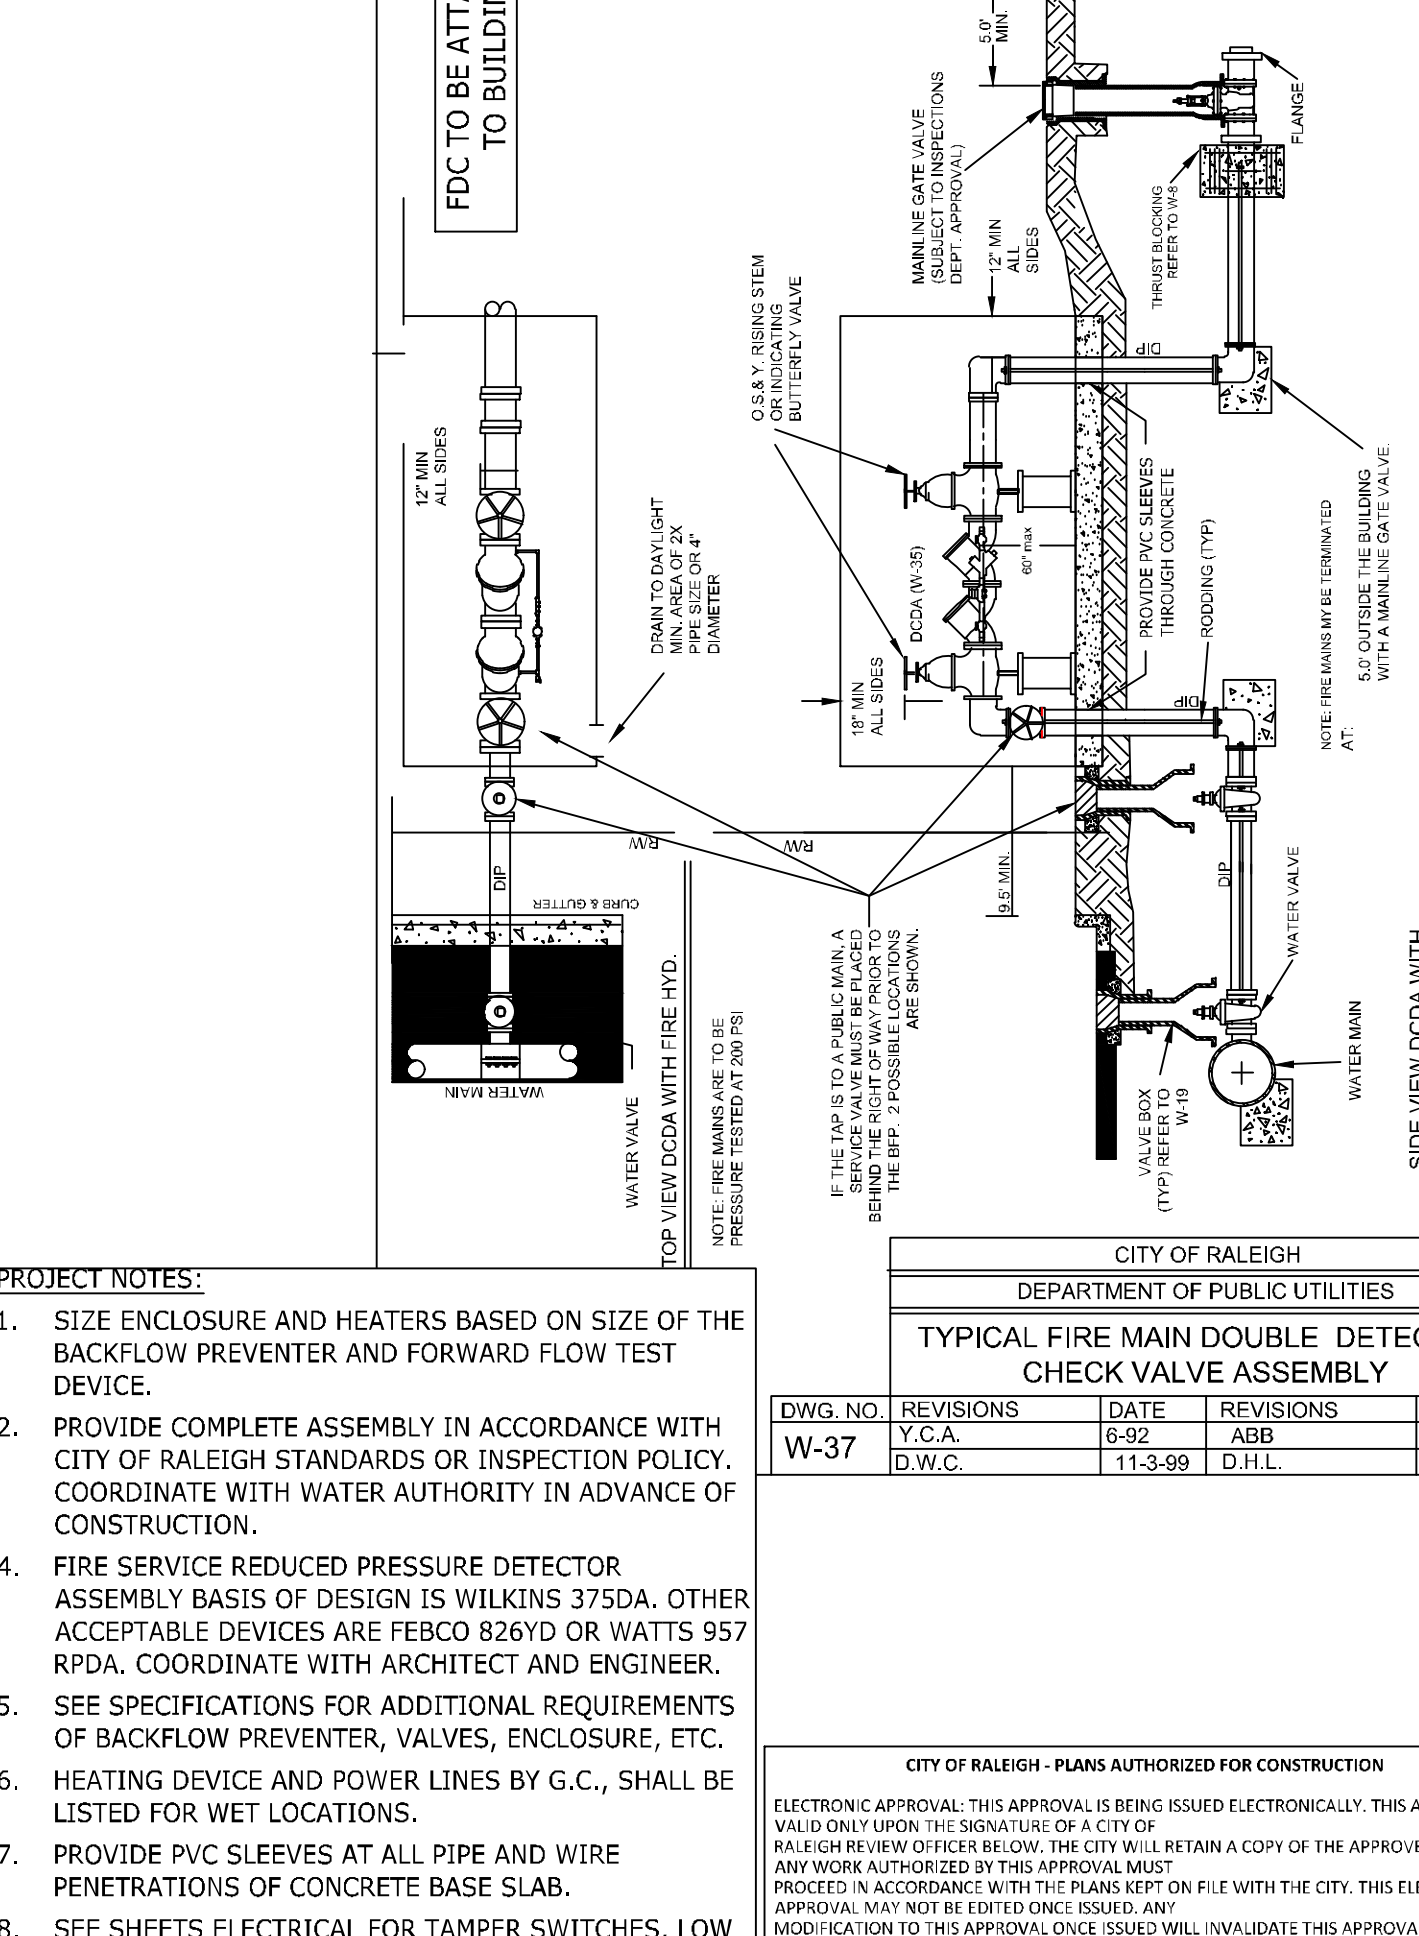 FDC TO BE
TO
12" MIN
ALL SIDES
DRAIN TO DAYLIGHT
MIN. AREA OF 2X
PIPE SIZE OR 4"
DIAMETER
R/W
DIP
CURB & GUTTER
WATER MAIN
WATER VALVE
TOP VIEW DCDA WITH FIRE HYD.
NOTE: FIRE MAINS ARE TO BE
PRESSURE TESTED AT 200 PSI
5.0'
MIN.
MAINLINE GATE VALVE
(SUBJECT TO INSPECTIONS
DEPT. APPROVAL)
FLANGE
THRUST BLOCKING
REFER TO W-8
12" MIN
ALL
SIDES
O.S.& Y. RISING STEM
OR INDICATING
BUTTERFLY VALVE
DIP
60" max
DCDA (W-35)
PROVIDE PVC SLEEVES
THROUGH CONCRETE
RODDING (TYP)
18" MIN
ALL SIDES
DIP
NOTE: FIRE MAINS MY BE TERMINATED
AT:
5.0' OUTSIDE THE BUILDING
WITH A MAINLINE GATE VALVE.
R/W
9.5' MIN.
DIP
WATER VALVE
IF THE TAP IS TO A PUBLIC MAIN, A
SERVICE VALVE MUST BE PLACED
BEHIND THE RIGHT OF WAY PRIOR TO
THE BFP. 2 POSSIBLE LOCATIONS
ARE SHOWN.
VALVE BOX
(TYP) REFER TO
W-19
WATER MAIN
SIDE VIEW DCDA WITH
PROJECT NOTES:
1. SIZE ENCLOSURE AND HEATERS BASED ON SIZE OF THE
BACKFLOW PREVENTER AND FORWARD FLOW TEST
DEVICE.
2. PROVIDE COMPLETE ASSEMBLY IN ACCORDANCE WITH
CITY OF RALEIGH STANDARDS OR INSPECTION POLICY.
COORDINATE WITH WATER AUTHORITY IN ADVANCE OF
CONSTRUCTION.
4. FIRE SERVICE REDUCED PRESSURE DETECTOR
ASSEMBLY BASIS OF DESIGN IS WILKINS 375DA. OTHER
ACCEPTABLE DEVICES ARE FEBCO 826YD OR WATTS 957
RPDA. COORDINATE WITH ARCHITECT AND ENGINEER.
5. SEE SPECIFICATIONS FOR ADDITIONAL REQUIREMENTS
OF BACKFLOW PREVENTER, VALVES, ENCLOSURE, ETC.
6. HEATING DEVICE AND POWER LINES BY G.C., SHALL BE
LISTED FOR WET LOCATIONS.
7. PROVIDE PVC SLEEVES AT ALL PIPE AND WIRE
PENETRATIONS OF CONCRETE BASE SLAB.
8. SEE SHEETS ELECTRICAL FOR TAMPER SWITCHES, LOW
CITY OF RALEIGH
DEPARTMENT OF PUBLIC UTILITIES
TYPICAL FIRE MAIN DOUBLE
CHECK VALVE ASSEMBLY
DWG. NO. REVISIONS DATE REVISIONS
W-37 Y.C.A. 6-92 ABB
D.W.C. 11-3-99 D.H.L.
CITY OF RALEIGH - PLANS AUTHORIZED FOR CONSTRUCTION
ELECTRONIC APPROVAL: THIS APPROVAL IS BEING ISSUED ELECTRONICALLY. THIS
VALID ONLY UPON THE SIGNATURE OF A CITY OF
RALEIGH REVIEW OFFICER BELOW. THE CITY WILL RETAIN A COPY OF THE
ANY WORK AUTHORIZED BY THIS APPROVAL MUST
PROCEED IN ACCORDANCE WITH THE PLANS KEPT ON FILE WITH THE CITY. THIS
APPROVAL MAY NOT BE EDITED ONCE ISSUED. ANY
MODIFICATION TO THIS APPROVAL ONCE ISSUED WILL INVALIDATE THIS